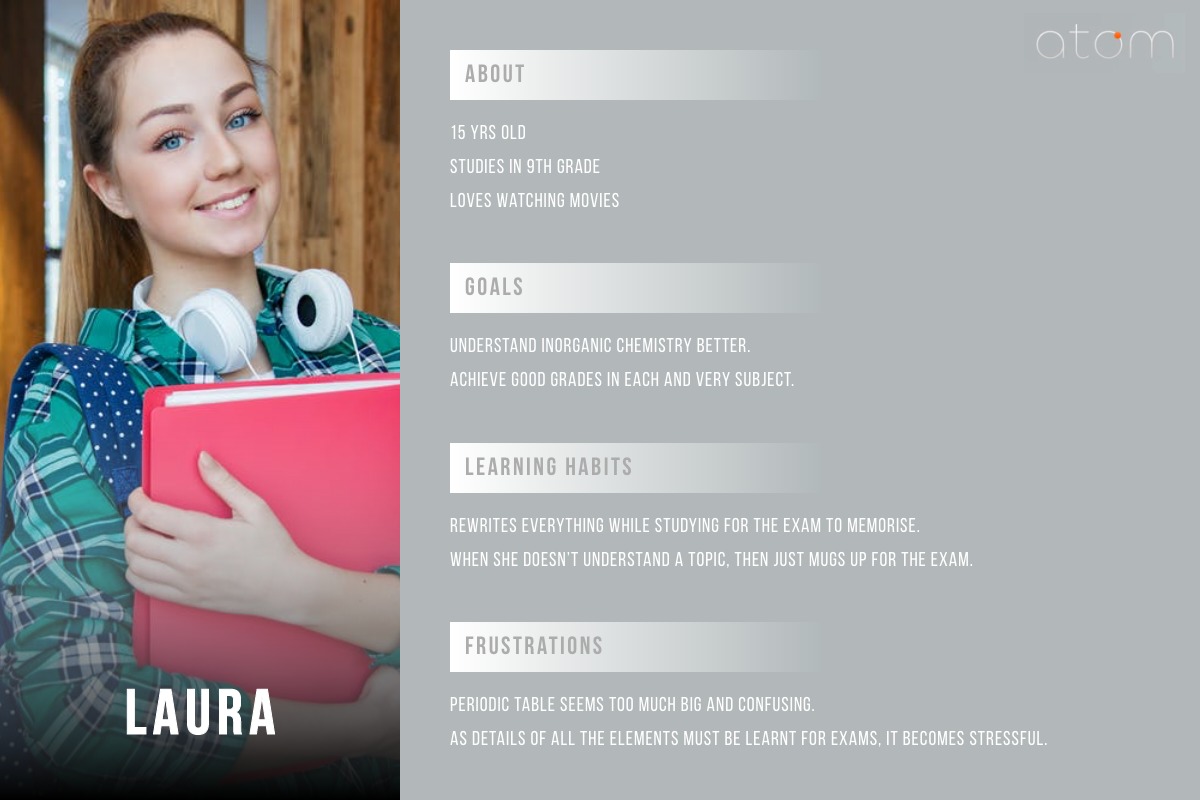 atom
ABOUT
15 YRS OLD
STUDIES IN 9TH GRADE
LOVES WATCHING MOVIES
GOALS
UNDERSTAND INORGANIC CHEMISTRY BETTER.
ACHIEVE GOOD GRADES IN EACH AND VERY SUBJECT.
LEARNING HABITS
REWRITES EVERYTHING WHILE STUDYING FOR THE EXAM TO MEMORISE.
WHEN SHE DOESN'T UNDERSTAND A TOPIC, THEN JUST MUGS UP FOR THE EXAM.
FRUSTRATIONS
PERIODIC TABLE SEEMS TOO MUCH BIG AND CONFUSING.
AS DETAILS OF ALL THE ELEMENTS MUST BE LEARNT FOR EXAMS, IT BECOMES STRESSFUL.
LAURA